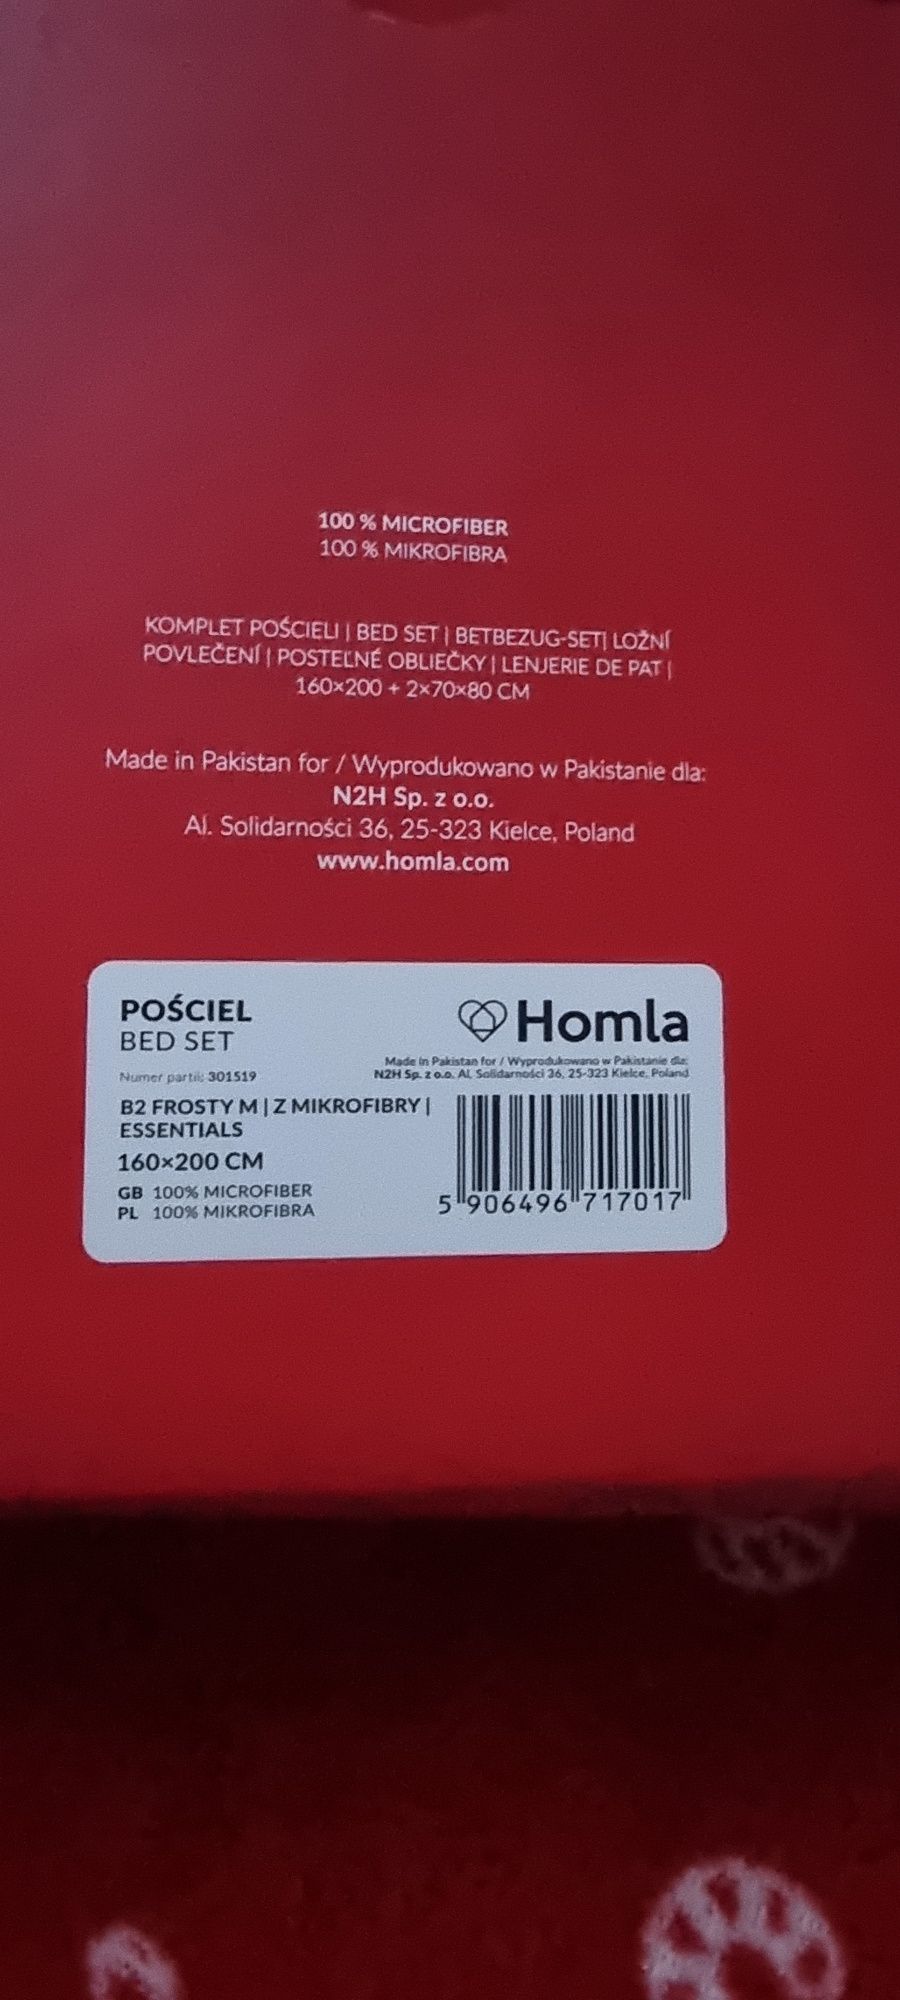 100 % MICROFIBER
100 % MIKROFIBRA
KOMPLET POŚCIELI | BED SET | BETBEZUG-SET| LOŽNÍ
POVLEČENÍ | POSTEĽNÉ OBLIEČKY | LENJERIE DE PAT |
160×200 + 2×70×80 CM
Made in Pakistan for / Wyprodukowano w Pakistanie dla:
N2H Sp. z o.o.
Al. Solidarności 36, 25-323 Kielce, Poland
www.homla.com
POŚCIEL
BED SET
Numer partii: 301519
Homla
Made in Pakistan for / Wyprodukowano w Pakistanie dla:
N2H Sp. z o.o. Al. Solidarności 36, 25-323 Kielce, Poland
B2 FROSTY M | Z MIKROFIBRY |
ESSENTIALS
160×200 CM
GB 100% MICROFIBER
PL 100% MIKROFIBRA
5 906496 717017